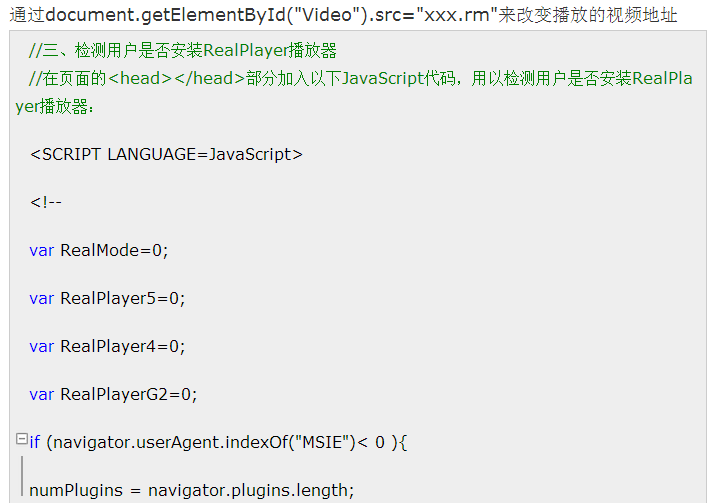 通过document.getElementById("Video").src="xxx.rm"来改变播放的视频地址
//三、检测用户是否安装RealPlayer播放器
//在页面的<head></head>部分加入以下JavaScript代码，用以检测用户是否安装RealPla
yer播放器：
<SCRIPT LANGUAGE=JavaScript>
<!--
var RealMode=0;
var RealPlayer5=0;
var RealPlayer4=0;
var RealPlayerG2=0;
if (navigator.userAgent.indexOf("MSIE")< 0 ){
numPlugins = navigator.plugins.length;